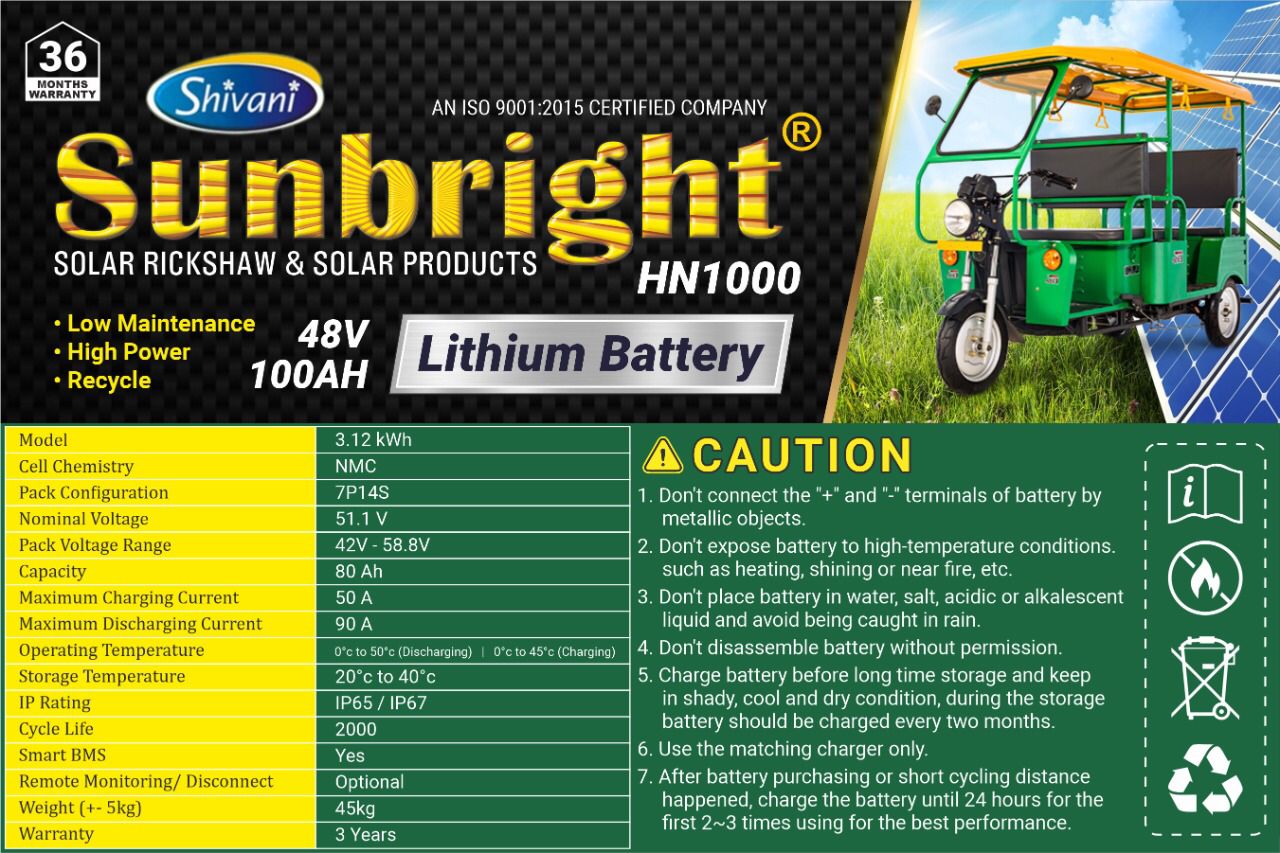 36
MONTHS
WARRANTY
Shivani
AN ISO 9001:2015 CERTIFIED COMPANY
Sunbright®
SOLAR RICKSHAW & SOLAR PRODUCTS
HN1000
• Low Maintenance
• High Power
• Recycle
48V
100AH
Lithium Battery
Model 3.12 kWh
Cell Chemistry NMC
Pack Configuration 7P14S
Nominal Voltage 51.1 V
Pack Voltage Range 42V - 58.8V
Capacity 80 Ah
Maximum Charging Current 50 A
Maximum Discharging Current 90 A
Operating Temperature 0°c to 50°c (Discharging) | 0°c to 45°c (Charging)
Storage Temperature 20°c to 40°c
IP Rating IP65 / IP67
Cycle Life 2000
Smart BMS Yes
Remote Monitoring/ Disconnect Optional
Weight (+- 5kg) 45kg
Warranty 3 Years
CAUTION
1. Don't connect the "+" and "-" terminals of battery by
metallic objects.
2. Don't expose battery to high-temperature conditions.
such as heating, shining or near fire, etc.
3. Don't place battery in water, salt, acidic or alkalescent
liquid and avoid being caught in rain.
4. Don't disassemble battery without permission.
5. Charge battery before long time storage and keep
in shady, cool and dry condition, during the storage
battery should be charged every two months.
6. Use the matching charger only.
7. After battery purchasing or short cycling distance
happened, charge the battery until 24 hours for the
first 2~3 times using for the best performance.